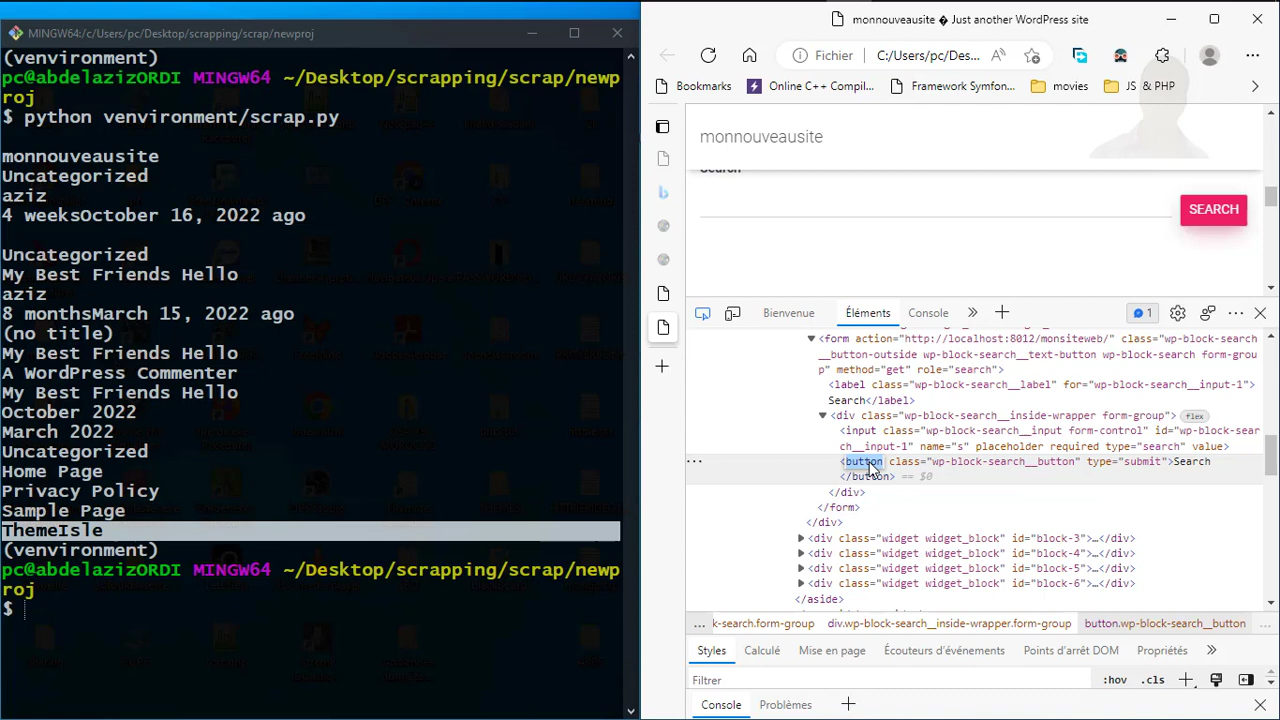 MINGW64:/c/Users/pc/Desktop/scrapping/scrap/newproj
(venvironment)
pc@abdelazizORDI MINGW64 ~/Desktop/scrapping/scrap/newp
roj
$ python venvironment/scrap.py
monnouveausite
Uncategorized
aziz
4 weeksOctober 16, 2022 ago
Uncategorized
My Best Friends Hello
aziz
8 monthsMarch 15, 2022 ago
(no title)
My Best Friends Hello
A WordPress Commenter
My Best Friends Hello
October 2022
March 2022
Uncategorized
Home Page
Privacy Policy
Sample Page
ThemeIsle
(venvironment)
pc@abdelazizORDI MINGW64 ~/Desktop/scrapping/scrap/newp
roj
$
monnouveausite � Just another WordPress site
Fichier C:/Users/pc/Des...
Bookmarks Online C++ Compil... Framework Symfon... movies JS & PHP
monnouveausite
Search
SEARCH
Bienvenue Éléments Console 1
<form action="http://localhost:8012/monsiteweb/" class="wp-block-search
__button-outside wp-block-search__text-button wp-block-search form-grou
p" method="get" role="search">
<label class="wp-block-search__label" for="wp-block-search__input-1">
Search</label>
<div class="wp-block-search__inside-wrapper form-group"> flex
<input class="wp-block-search__input form-control" id="wp-block-sear
ch__input-1" name="s" placeholder required type="search" value>
... <button class="wp-block-search__button" type="submit">Search
</button> == $0
</div>
</form>
</div>
<div class="widget widget_block" id="block-3">…</div>
<div class="widget widget_block" id="block-4">…</div>
<div class="widget widget_block" id="block-5">…</div>
<div class="widget widget_block" id="block-6">…</div>
</aside>
... k-search.form-group div.wp-block-search__inside-wrapper.form-group button.wp-block-search__button ...
Styles Calculé Mise en page Écouteurs d'événements Points d'arrêt DOM Propriétés
Filtrer :hov .cls
Console Problèmes